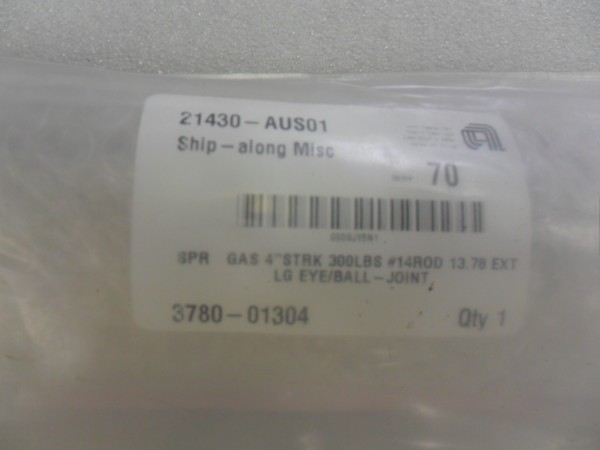 21430-AUS01
Ship-along Misc
70
SPR GAS 4"STRK 300LBS #14ROD 13.78 EXT
LG EYE/BALL-JOINT
3780-01304 Qty 1